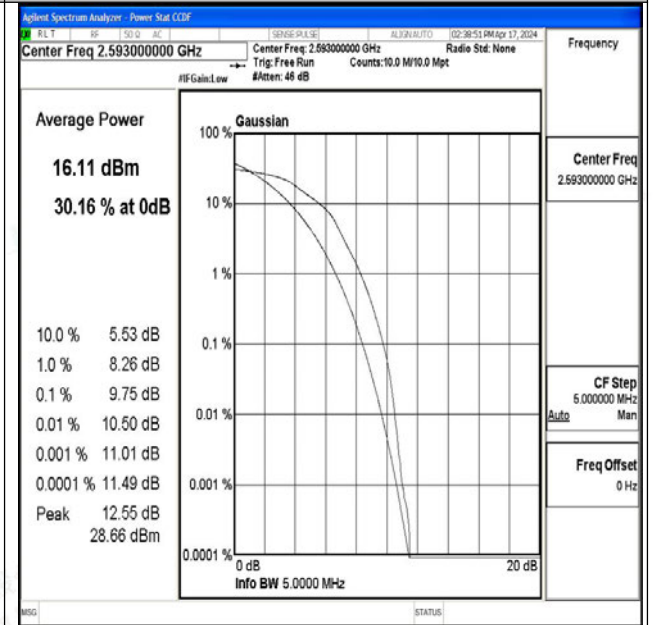 Agilent Spectrum Analyzer - Power Stat CCDF
RL T RF 50 Ω AC SENSE:PULSE ALIGN AUTO 02:38:51 PM Apr 17, 2024
Center Freq 2.593000000 GHz
Center Freq: 2.593000000 GHz Radio Std: None
Trig: Free Run Counts:10.0 M/10.0 Mpt
#IFGain:Low #Atten: 46 dB
Frequency
Average Power
16.11 dBm
30.16 % at 0dB
10.0 % 5.53 dB
1.0 % 8.26 dB
0.1 % 9.75 dB
0.01 % 10.50 dB
0.001 % 11.01 dB
0.0001 % 11.49 dB
Peak 12.55 dB
28.66 dBm
Gaussian
100 %
10 %
1 %
0.1 %
0.01 %
0.001 %
0.0001 %
0 dB 20 dB
Info BW 5.0000 MHz
Center Freq
2.593000000 GHz
CF Step
5.000000 MHz
Auto Man
Freq Offset
0 Hz
MSG STATUS